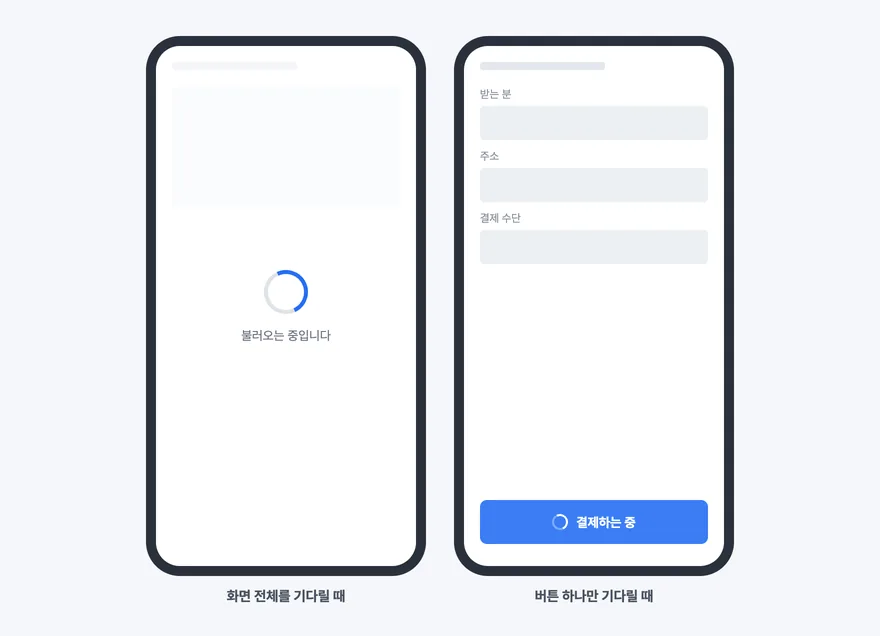 불러오는 중입니다
화면 전체를 기다릴 때
받는 분
주소
결제 수단
결제하는 중
버튼 하나만 기다릴 때